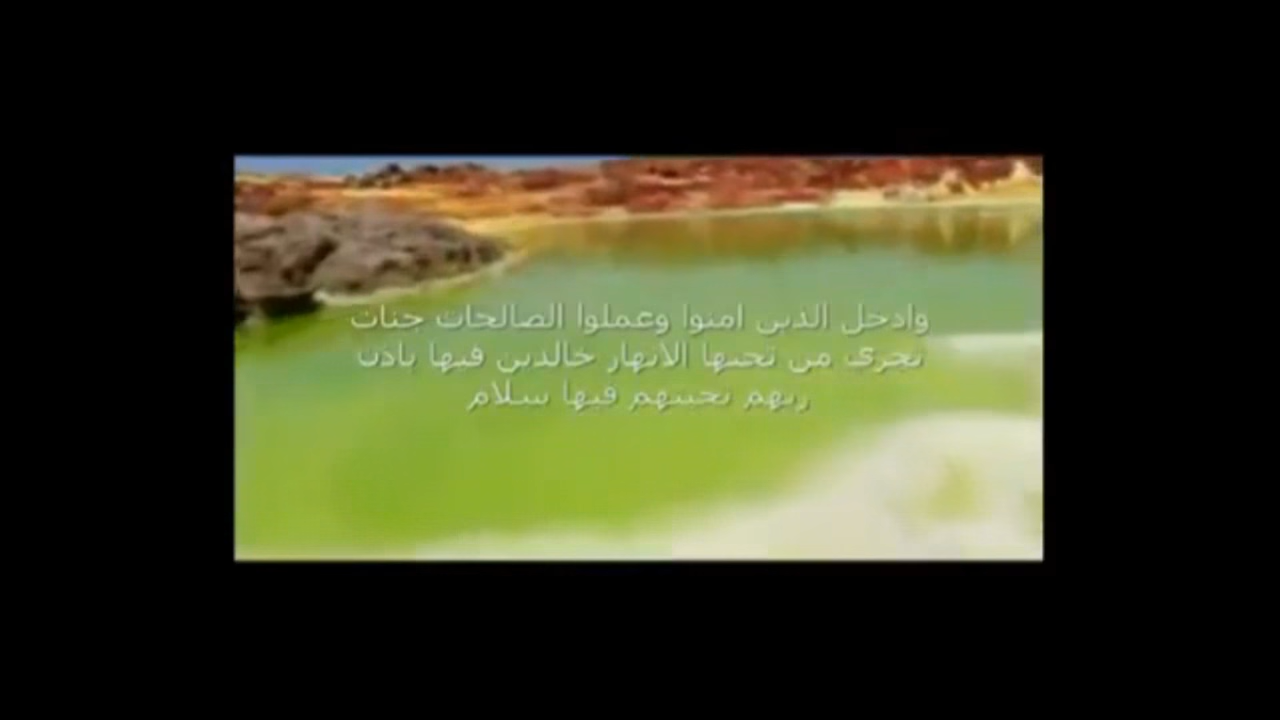 وادخل الذين امنوا وعملوا الصالحات جنات
تجري من تحتها الانهار خالدين فيها باذن
ربهم تحيتهم فيها سلام